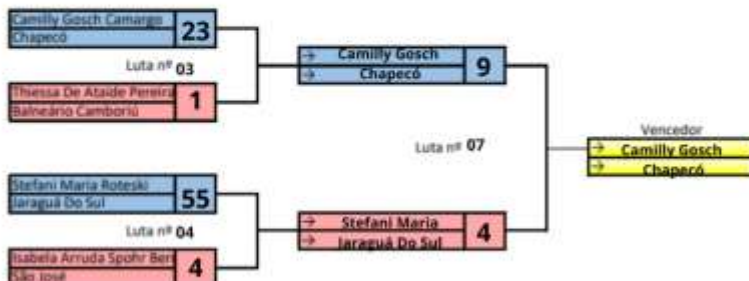 Camilly Gosch Camargo
Chapecó
23
Luta nº 03
Thiessa De Ataide Pereira
Balneário Camboriú
1
→ Camilly Gosch
→ Chapecó
9
Luta nº 07
Vencedor
→ Camilly Gosch
→ Chapecó
Stefani Maria Roteski
Jaraguá Do Sul
55
Luta nº 04
Isabela Arruda Spohr Ben
São José
4
→ Stefani Maria
→ Jaraguá Do Sul
4